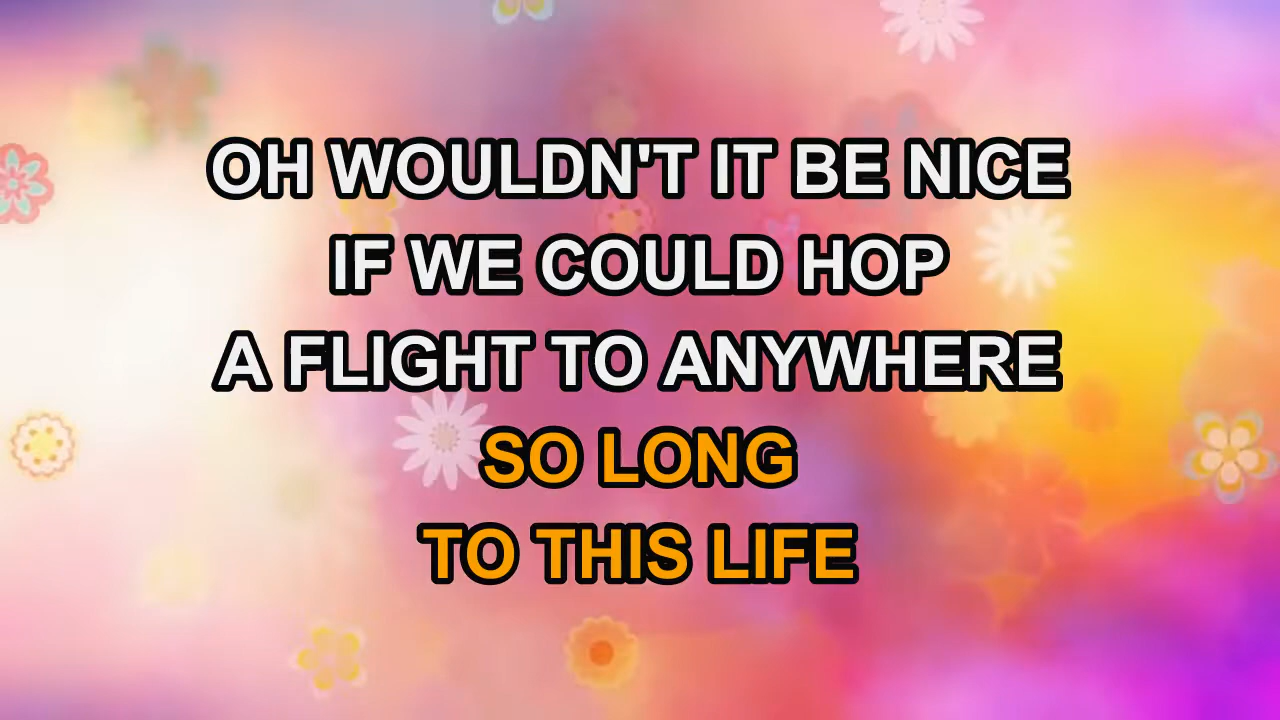 OH WOULDN'T IT BE NICE
IF WE COULD HOP
A FLIGHT TO ANYWHERE
SO LONG
TO THIS LIFE